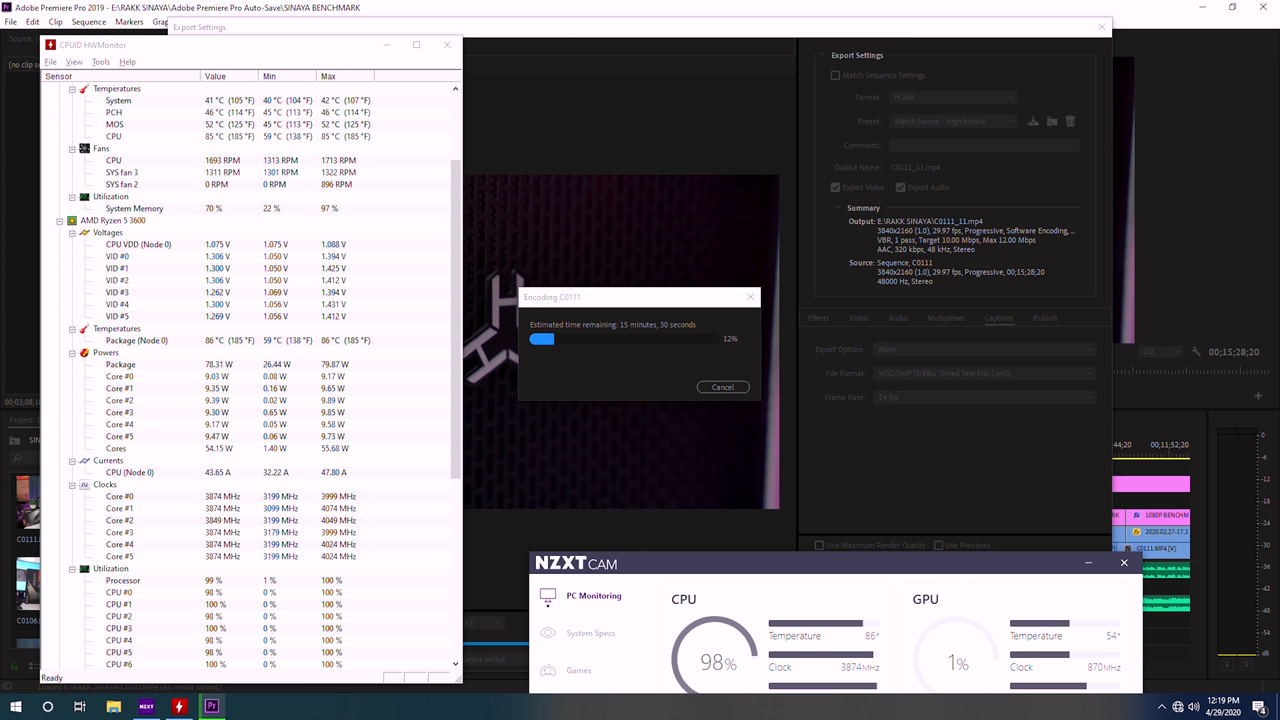 Adobe Premiere Pro 2019 - E:\RAKK SINAYA\Adobe Premiere Pro Auto-Save\SINAYA BENCHMARK
File Edit Clip Sequence Markers
Export Settings
CPUID HWMonitor
File View Tools Help
Sensor Value Min Max
Temperatures
System 41 °C (105 °F) 40 °C (104 °F) 42 °C (107 °F)
PCH 46 °C (114 °F) 45 °C (113 °F) 46 °C (114 °F)
MOS 52 °C (125 °F) 45 °C (113 °F) 52 °C (125 °F)
CPU 85 °C (185 °F) 59 °C (138 °F) 85 °C (185 °F)
Fans
CPU 1693 RPM 1313 RPM 1713 RPM
SYS fan 3 1311 RPM 1301 RPM 1322 RPM
SYS fan 2 0 RPM 0 RPM 896 RPM
Utilization
System Memory 70 % 22 % 97 %
AMD Ryzen 5 3600
Voltages
CPU VDD (Node 0) 1.075 V 1.075 V 1.088 V
VID #0 1.306 V 1.050 V 1.394 V
VID #1 1.300 V 1.050 V 1.425 V
VID #2 1.306 V 1.050 V 1.412 V
VID #3 1.262 V 1.056 V 1.412 V
VID #4 1.300 V 1.056 V 1.431 V
VID #5 1.269 V 1.056 V 1.412 V
Temperatures
Package (Node 0) 86 °C (185 °F) 59 °C (138 °F) 86 °C (185 °F)
Powers
Package 78.31 W 26.44 W 79.87 W
Core #0 9.03 W 0.08 W 9.17 W
Core #1 9.35 W 0.16 W 9.65 W
Core #2 9.39 W 0.02 W 9.89 W
Core #3 9.30 W 0.65 W 9.85 W
Core #4 9.17 W 0.05 W 9.58 W
Core #5 9.47 W 0.06 W 9.73 W
Cores 54.15 W 1.40 W 55.68 W
Currents
CPU (Node 0) 43.65 A 32.22 A 47.80 A
Clocks
Core #0 3874 MHz 3199 MHz 3999 MHz
Core #1 3874 MHz 3099 MHz 4074 MHz
Core #2 3849 MHz 3199 MHz 4049 MHz
Core #3 3874 MHz 3179 MHz 3999 MHz
Core #4 3874 MHz 3199 MHz 4024 MHz
Core #5 3874 MHz 3199 MHz 4024 MHz
Utilization
Processor 99 % 1 % 100 %
CPU #0 98 % 0 % 100 %
CPU #1 100 % 0 % 100 %
CPU #2 98 % 0 % 100 %
CPU #3 100 % 0 % 100 %
CPU #4 98 % 0 % 100 %
CPU #5 98 % 0 % 100 %
CPU #6 100 % 0 % 100 %
Ready
Export Settings
Match Sequence Settings
Format: H.264
Preset: Match Source - High bitrate
Comments:
Output Name: C0111_11.mp4
Export Video Export Audio
Summary
Output: E:\RAKK SINAYA\C0111_11.mp4
3840x2160 (1.0), 29.97 fps, Progressive, Software Encoding, ...
VBR, 1 pass, Target 10.00 Mbps, Max 12.00 Mbps
AAC, 320 kbps, 48 kHz, Stereo
Source: Sequence, C0111
3840x2160 (1.0), 29.97 fps, Progressive, 00;15;28;20
48000 Hz, Stereo
Effects Video Audio Multiplexer Captions Publish
Export Options: None
File Format: W3C/SMPTE/EBU Timed Text File (.xml)
Frame Rate: 24 fps
Use Maximum Render Quality Use Previews
Encoding C0111
Estimated time remaining: 15 minutes, 30 seconds
12%
Cancel
1/2 00;15;28;20
44;20 00;11;52;20
1080P BENCHM
2020.02.27-17.3
C0111.MP4 [V]
0
-6
-12
-18
-24
-30
-36
-42
-48
-54
dB
S S
NZXT CAM
PC Monitoring
System Specs
Games
CPU
98%
Temperature 86°
Clock 3874MHz
GPU
1%
Temperature 54°
Clock 870MHz
12:19 PM
4/29/2020